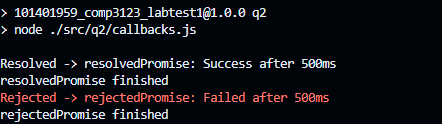 > 101401959_comp3123_labtest1@1.0.0 q2
> node ./src/q2/callbacks.js
Resolved -> resolvedPromise: Success after 500ms
resolvedPromise finished
Rejected -> rejectedPromise: Failed after 500ms
rejectedPromise finished